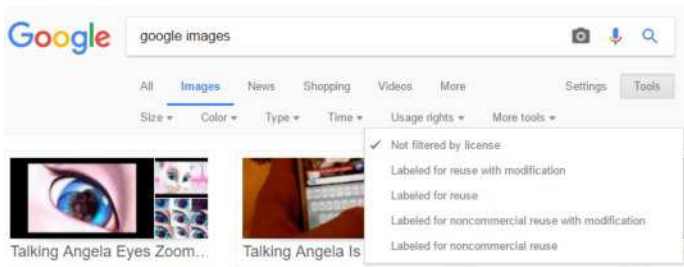 Google
google images
All Images News Shopping Videos More Settings Tools
Size Color Type Time Usage rights More tools
Not filtered by license
Labeled for reuse with modification
Labeled for reuse
Labeled for noncommercial reuse with modification
Labeled for noncommercial reuse
Talking Angela Eyes Zoom...
Talking Angela Is